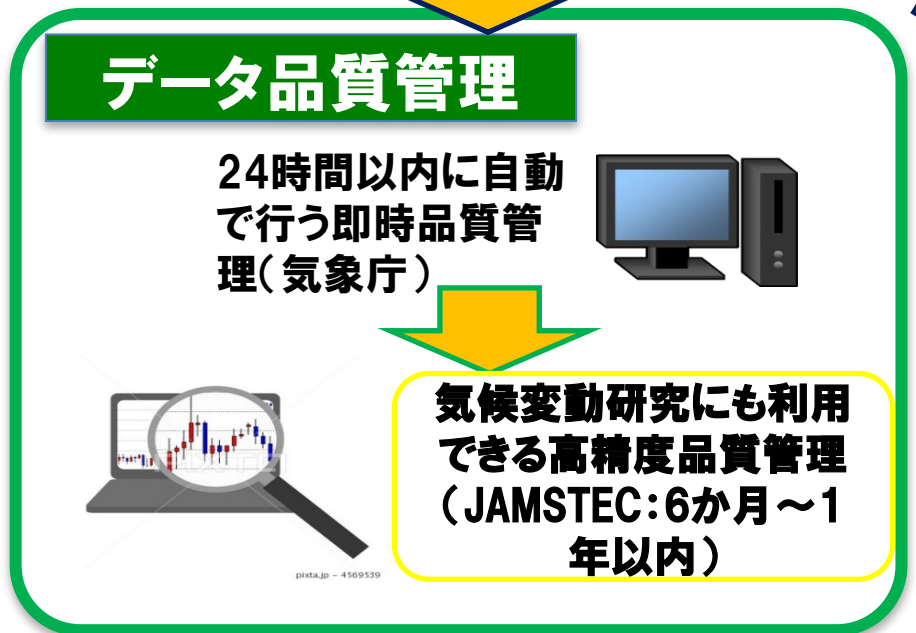 データ品質管理
24時間以内に自動
で行う即時品質管
理(気象庁)
気候変動研究にも利用
できる高精度品質管理
(JAMSTEC:6か月～1
年以内)
pixta.jp - 4569539